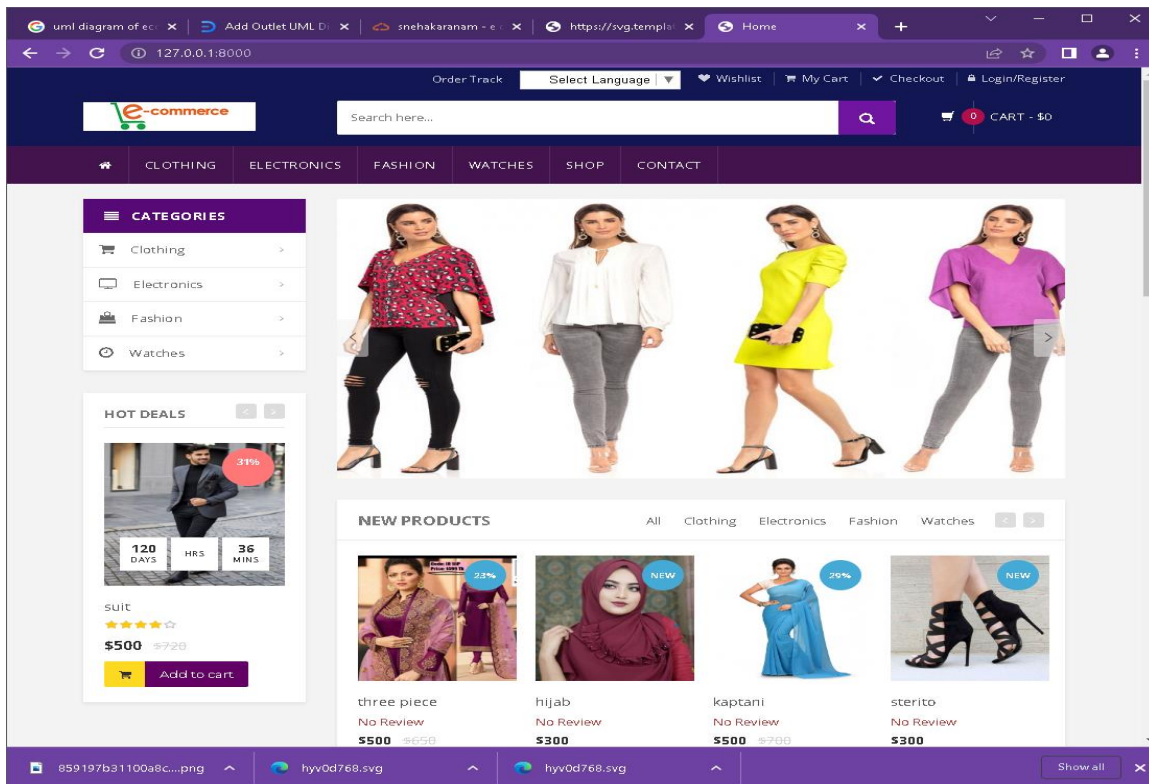 uml diagram of ec
Add Outlet UML Di
snehakaranam - e
https://svg.templat
Home
127.0.0.1:8000
Order Track
Select Language
Wishlist
My Cart
Checkout
Login/Register
e-commerce
Search here...
0
CART - $0
CLOTHING
ELECTRONICS
FASHION
WATCHES
SHOP
CONTACT
CATEGORIES
Clothing
Electronics
Fashion
Watches
HOT DEALS
31%
120
DAYS
HRS
36
MINS
suit
$500 $720
Add to cart
NEW PRODUCTS
All
Clothing
Electronics
Fashion
Watches
23%
NEW
29%
NEW
three piece
No Review
$500 $650
hijab
No Review
$300
kaptani
No Review
$500 $700
sterito
No Review
$300
859197b31100a8c....png
hyv0d768.svg
hyv0d768.svg
Show all